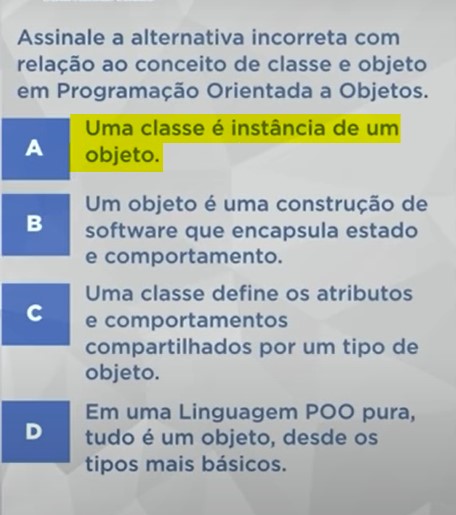 Assinale a alternativa incorreta com
relação ao conceito de classe e objeto
em Programação Orientada a Objetos.
A
Uma classe é instância de um
objeto.
B
Um objeto é uma construção de
software que encapsula estado
e comportamento.
C
Uma classe define os atributos
e comportamentos
compartilhados por um tipo de
objeto.
D
Em uma Linguagem POO pura,
tudo é um objeto, desde os
tipos mais básicos.